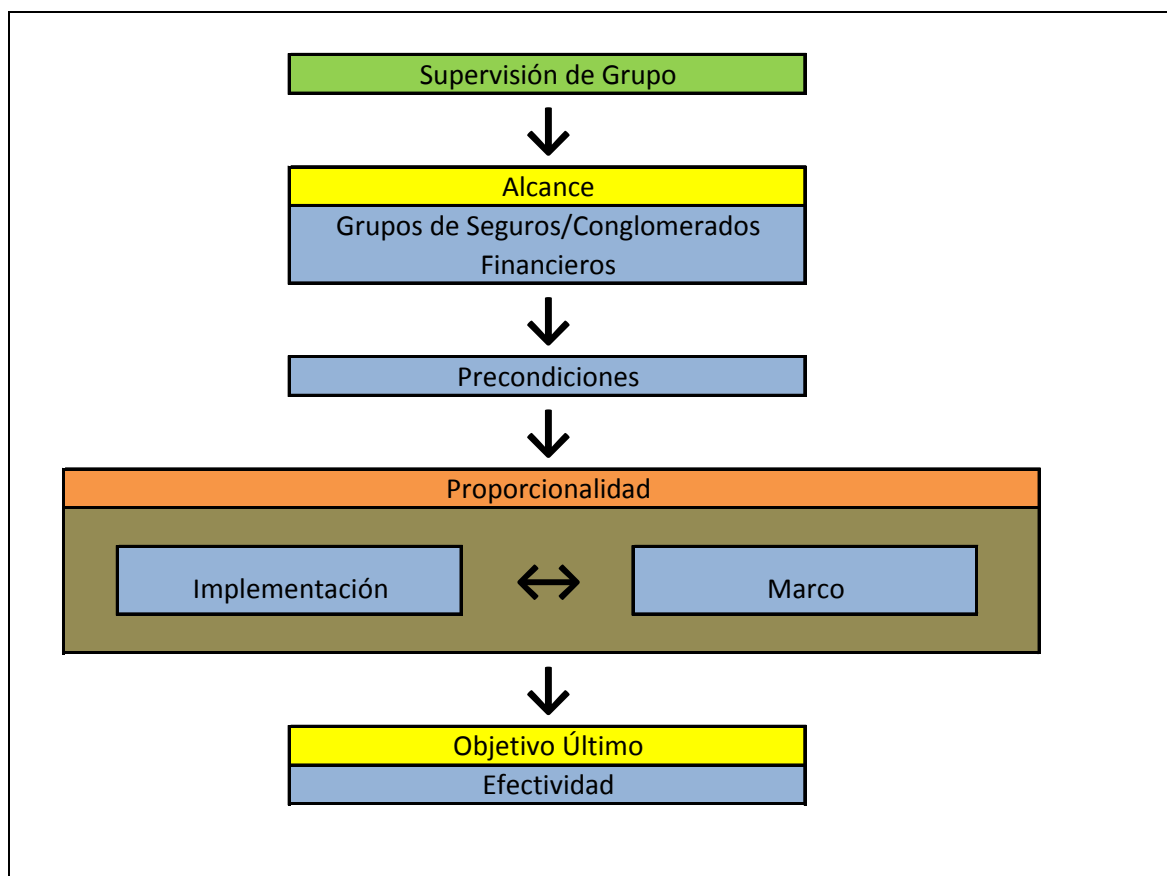 Supervisión de Grupo
Alcance
Grupos de Seguros/Conglomerados
Financieros
Precondiciones
Proporcionalidad
Implementación
Marco
Objetivo Último
Efectividad